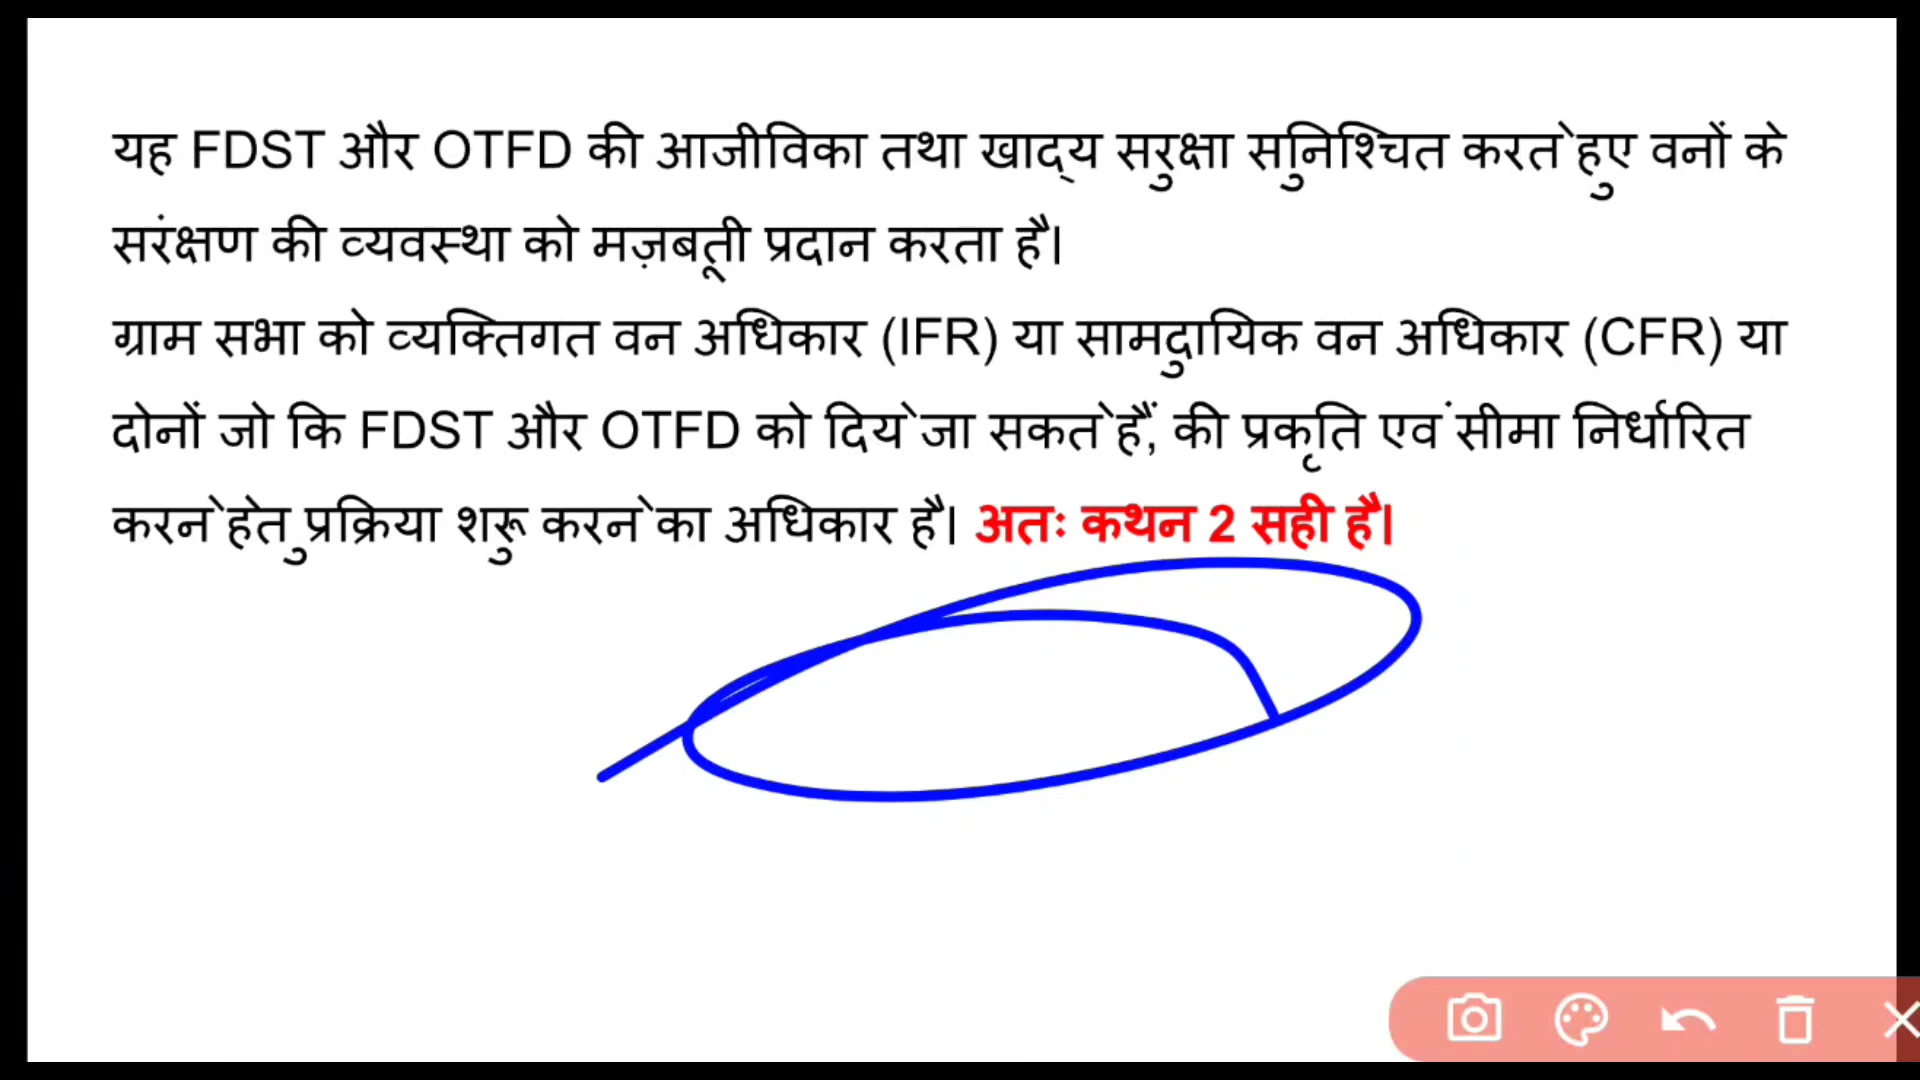 यह FDST और OTFD की आजीविका तथा खाद्य सुरक्षा सुनिश्चित करते हुए वनों के
संरक्षण की व्यवस्था को मज़बूती प्रदान करता है।
ग्राम सभा को व्यक्तिगत वन अधिकार (IFR) या सामुदायिक वन अधिकार (CFR) या
दोनों जो कि FDST और OTFD को दिये जा सकते हैं, की प्रकृति एवं सीमा निर्धारित
करने हेतु प्रक्रिया शुरू करने का अधिकार है। अतः कथन 2 सही है।